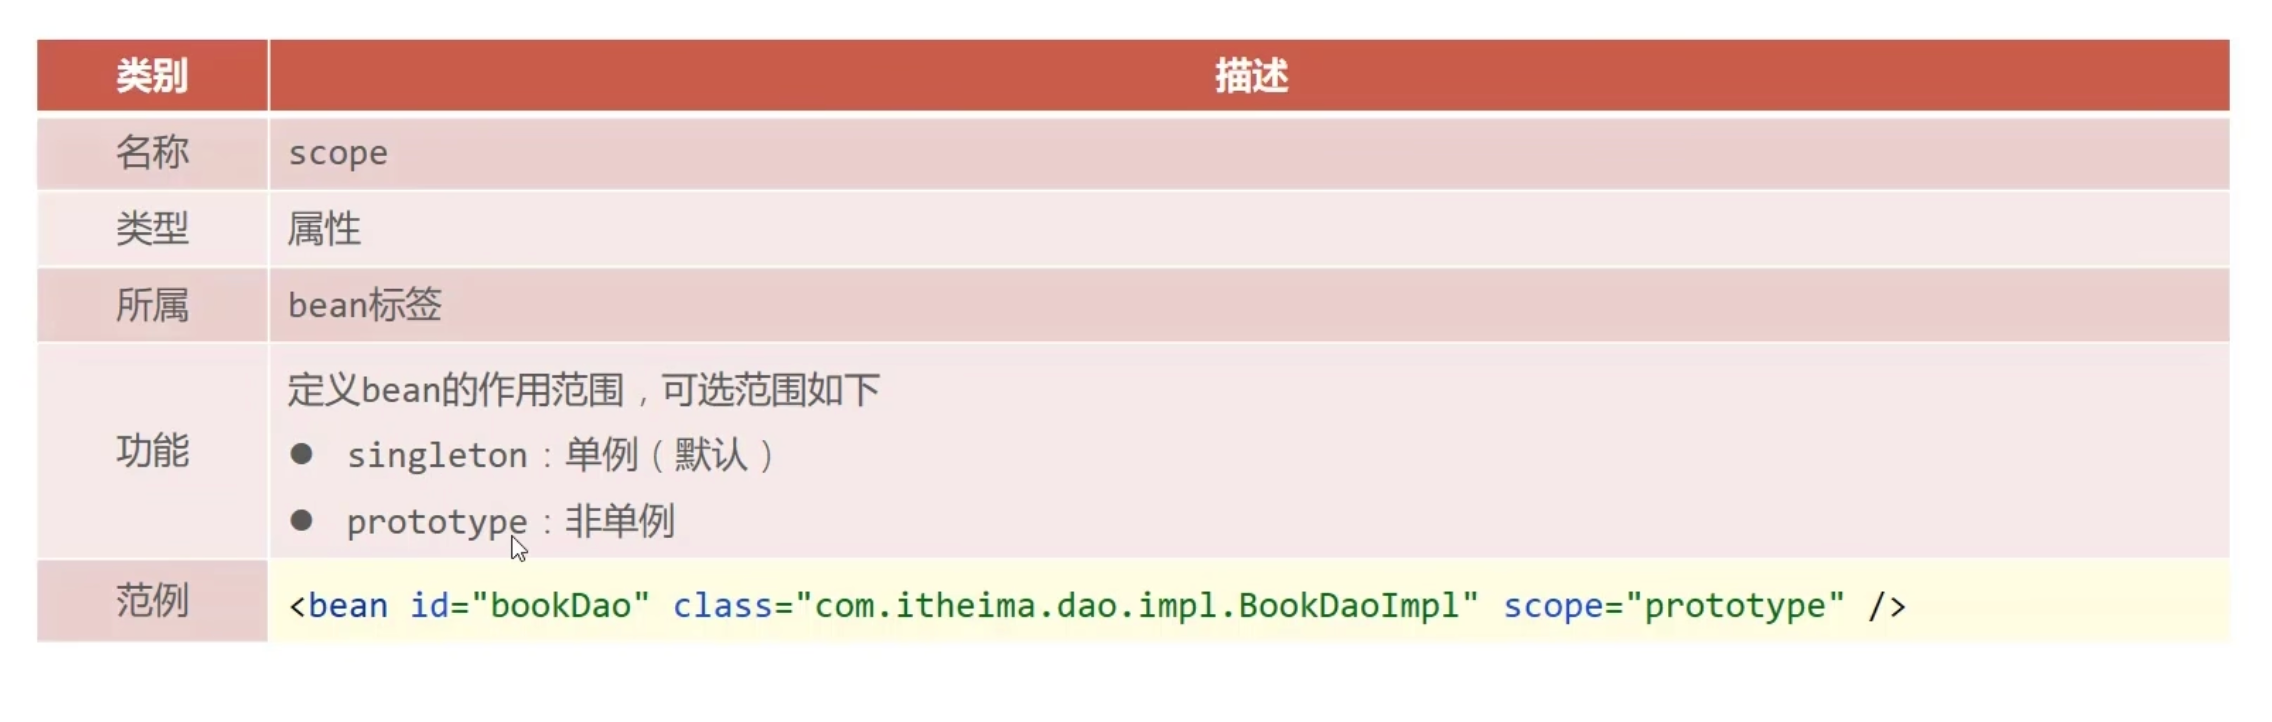 类别 描述
名称 scope
类型 属性
所属 bean标签
功能 定义bean的作用范围，可选范围如下
● singleton：单例（默认）
● prototype：非单例
范例 <bean id="bookDao" class="com.itheima.dao.impl.BookDaoImpl" scope="prototype" />